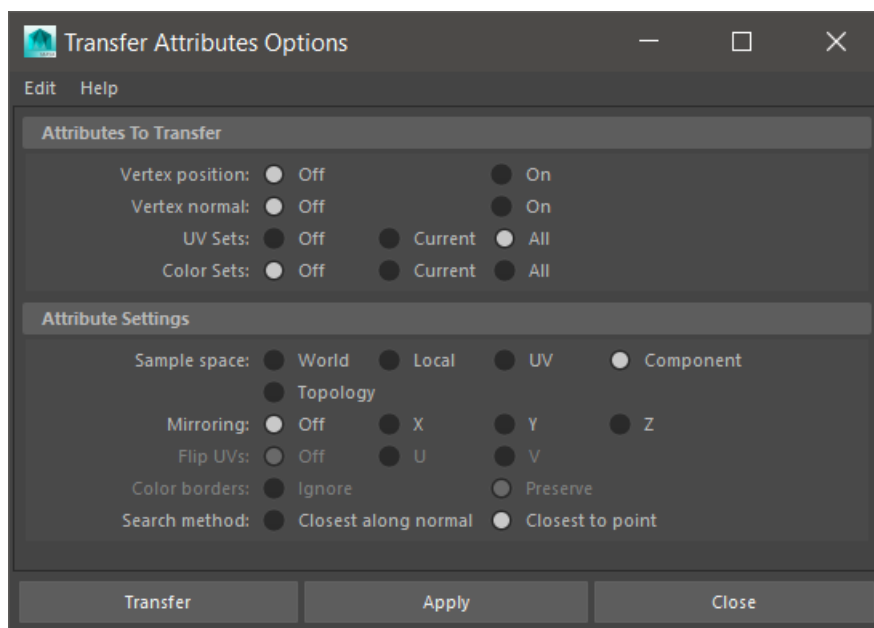 Transfer Attributes Options
Edit Help
Attributes To Transfer
Vertex position: Off On
Vertex normal: Off On
UV Sets: Off Current All
Color Sets: Off Current All
Attribute Settings
Sample space: World Local UV Component
Topology
Mirroring: Off X Y Z
Flip UVs: Off U V
Color borders: Ignore Preserve
Search method: Closest along normal Closest to point
Transfer Apply Close